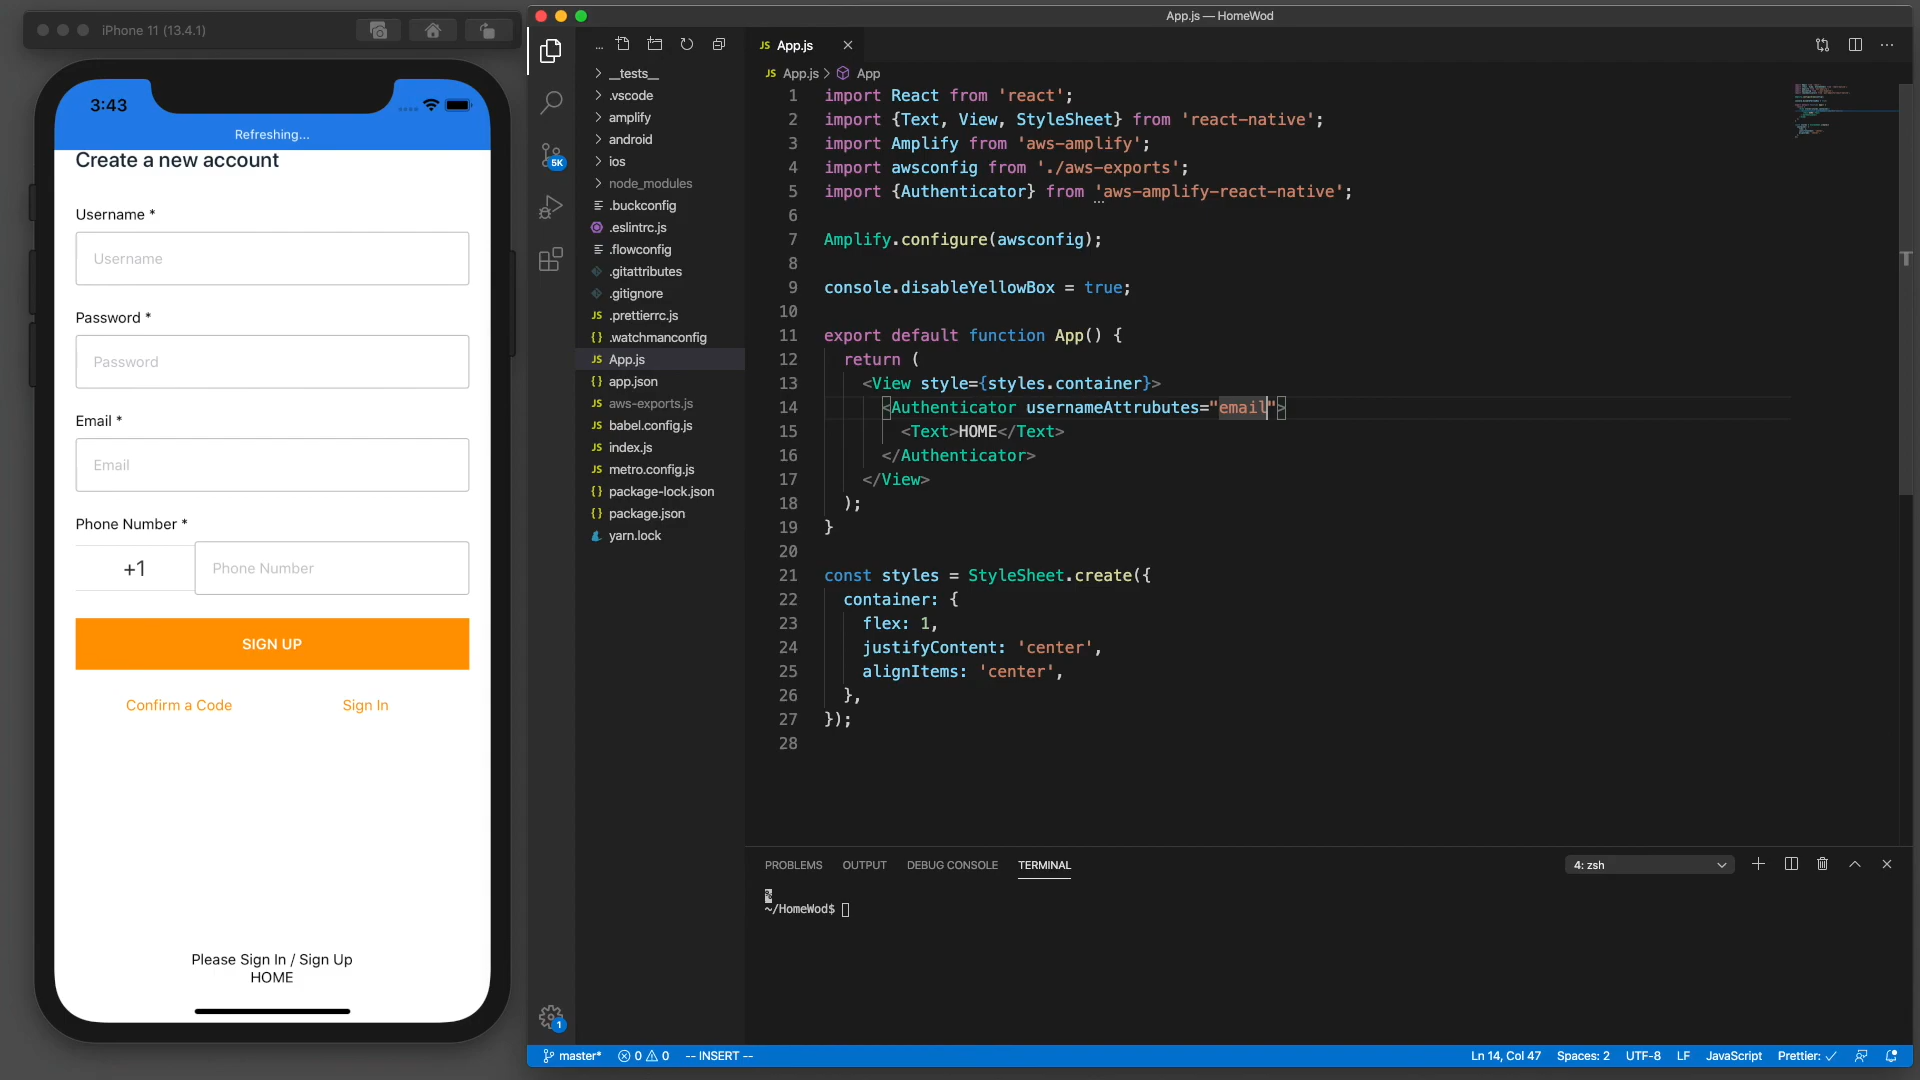 iPhone 11 (13.4.1)
3:43
Refreshing...
Create a new account
Username *
Username
Password *
Password
Email *
Email
Phone Number *
+1
Phone Number
SIGN UP
Confirm a Code
Sign In
Please Sign In / Sign Up
HOME
App.js — HomeWod
5K
1
...
__tests__
.vscode
amplify
android
ios
node_modules
.buckconfig
.eslintrc.js
.flowconfig
.gitattributes
.gitignore
JS .prettierrc.js
{} .watchmanconfig
JS App.js
{} app.json
JS aws-exports.js
JS babel.config.js
JS index.js
JS metro.config.js
{} package-lock.json
{} package.json
yarn.lock
JS App.js
JS App.js > App
1 import React from 'react';
2 import {Text, View, StyleSheet} from 'react-native';
3 import Amplify from 'aws-amplify';
4 import awsconfig from './aws-exports';
5 import {Authenticator} from 'aws-amplify-react-native';
6
7 Amplify.configure(awsconfig);
8
9 console.disableYellowBox = true;
10
11 export default function App() {
12 return (
13 <View style={styles.container}>
14 <Authenticator usernameAttrubutes="email">
15 <Text>HOME</Text>
16 </Authenticator>
17 </View>
18 );
19 }
20
21 const styles = StyleSheet.create({
22 container: {
23 flex: 1,
24 justifyContent: 'center',
25 alignItems: 'center',
26 },
27 });
28
PROBLEMS OUTPUT DEBUG CONSOLE TERMINAL
4: zsh
%
~/HomeWod$
master* 0 0 -- INSERT -- Ln 14, Col 47 Spaces: 2 UTF-8 LF JavaScript Prettier: ✓